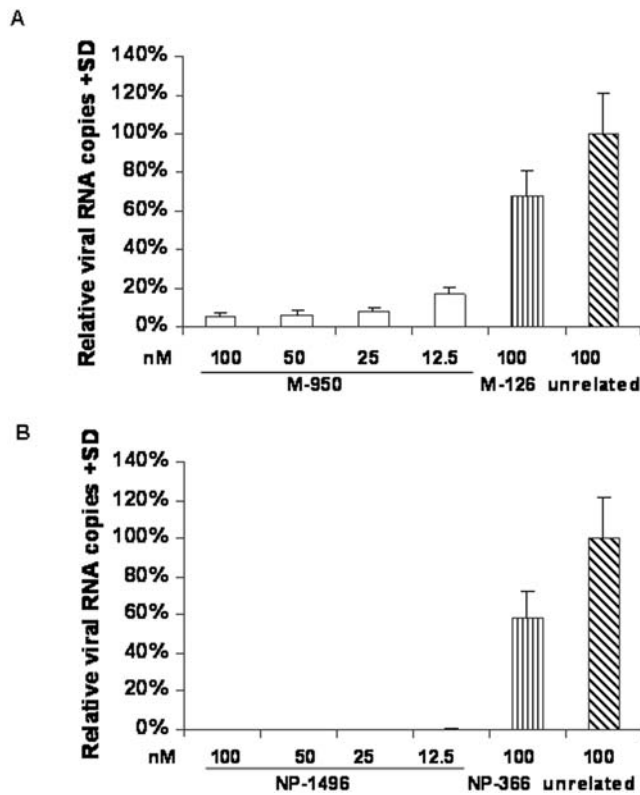 A
Relative viral RNA copies +SD
140%
120%
100%
80%
60%
40%
20%
0%
nM 100 50 25 12.5 100 100
M-950 M-126 unrelated
B
Relative viral RNA copies +SD
140%
120%
100%
80%
60%
40%
20%
0%
nM 100 50 25 12.5 100 100
NP-1496 NP-366 unrelated